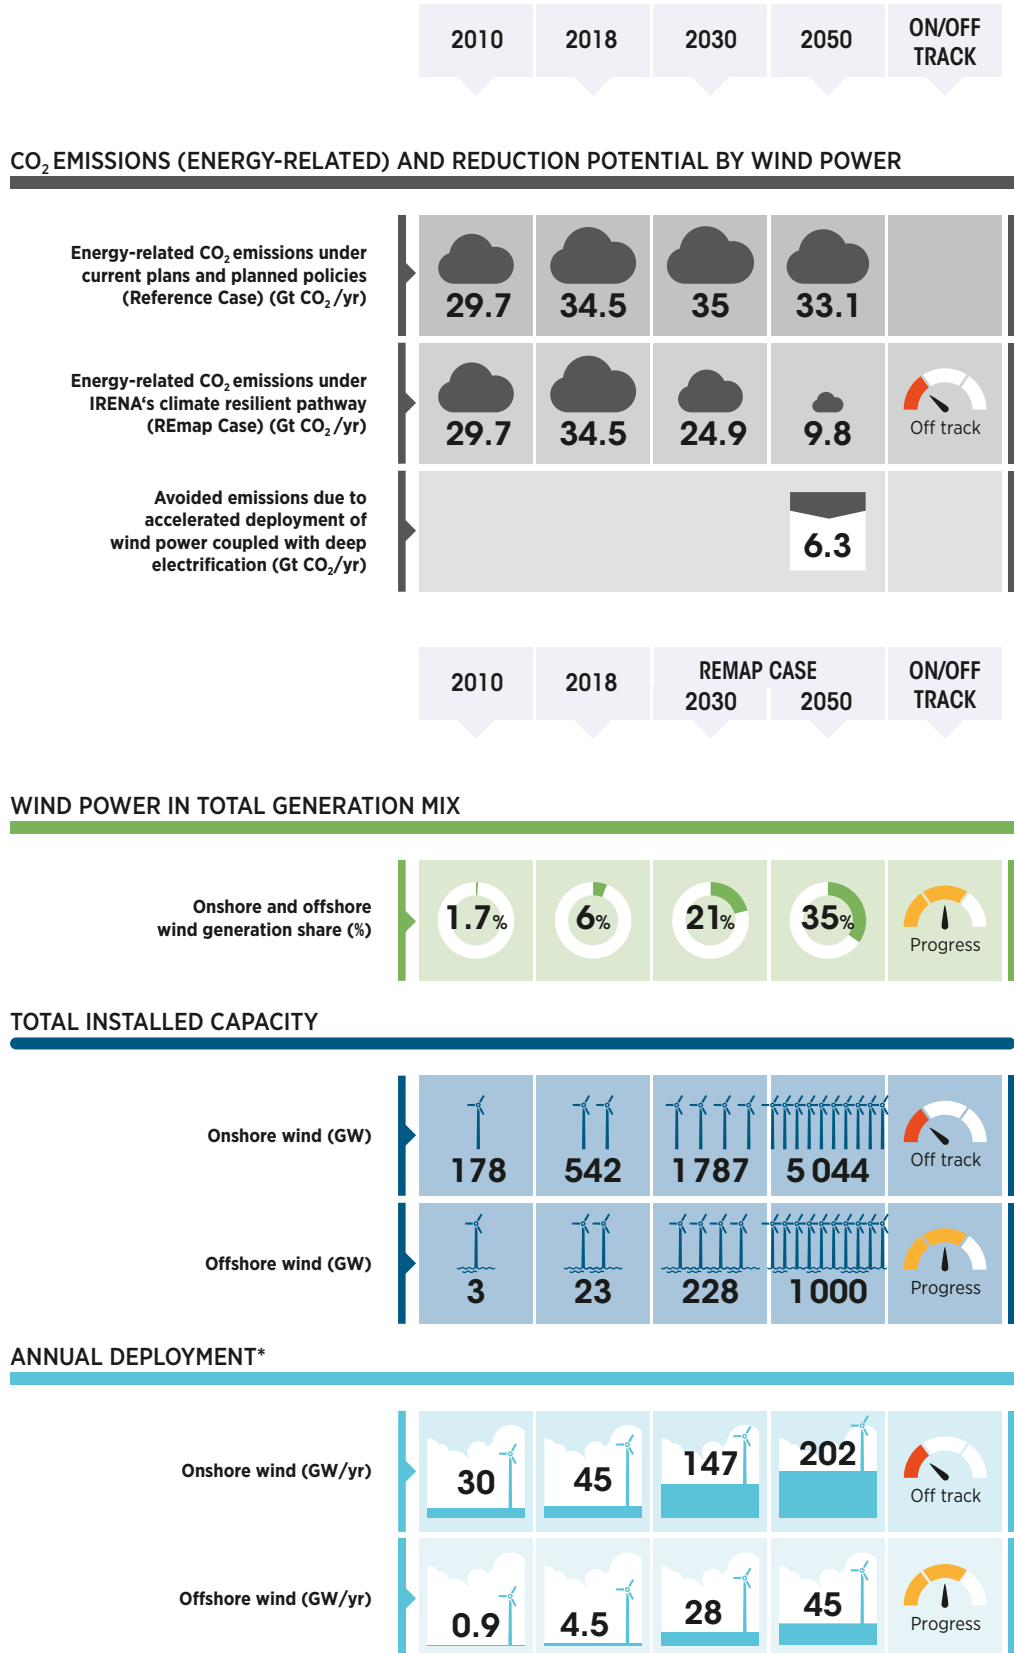 2010 2018 2030 2050 ON/OFF
TRACK
CO₂ EMISSIONS (ENERGY-RELATED) AND REDUCTION POTENTIAL BY WIND POWER
Energy-related CO₂ emissions under
current plans and planned policies
(Reference Case) (Gt CO₂/yr)
29.7 34.5 35 33.1
Energy-related CO₂ emissions under
IRENA‘s climate resilient pathway
(REmap Case) (Gt CO₂/yr)
29.7 34.5 24.9 9.8 Off track
Avoided emissions due to
accelerated deployment of
wind power coupled with deep
electrification (Gt CO₂/yr)
6.3
2010 2018 REMAP CASE ON/OFF
2030 2050 TRACK
WIND POWER IN TOTAL GENERATION MIX
Onshore and offshore
wind generation share (%)
1.7% 6% 21% 35% Progress
TOTAL INSTALLED CAPACITY
Onshore wind (GW)
178 542 1 787 5 044 Off track
Offshore wind (GW)
3 23 228 1 000 Progress
ANNUAL DEPLOYMENT*
Onshore wind (GW/yr)
30 45 147 202 Off track
Offshore wind (GW/yr)
0.9 4.5 28 45 Progress